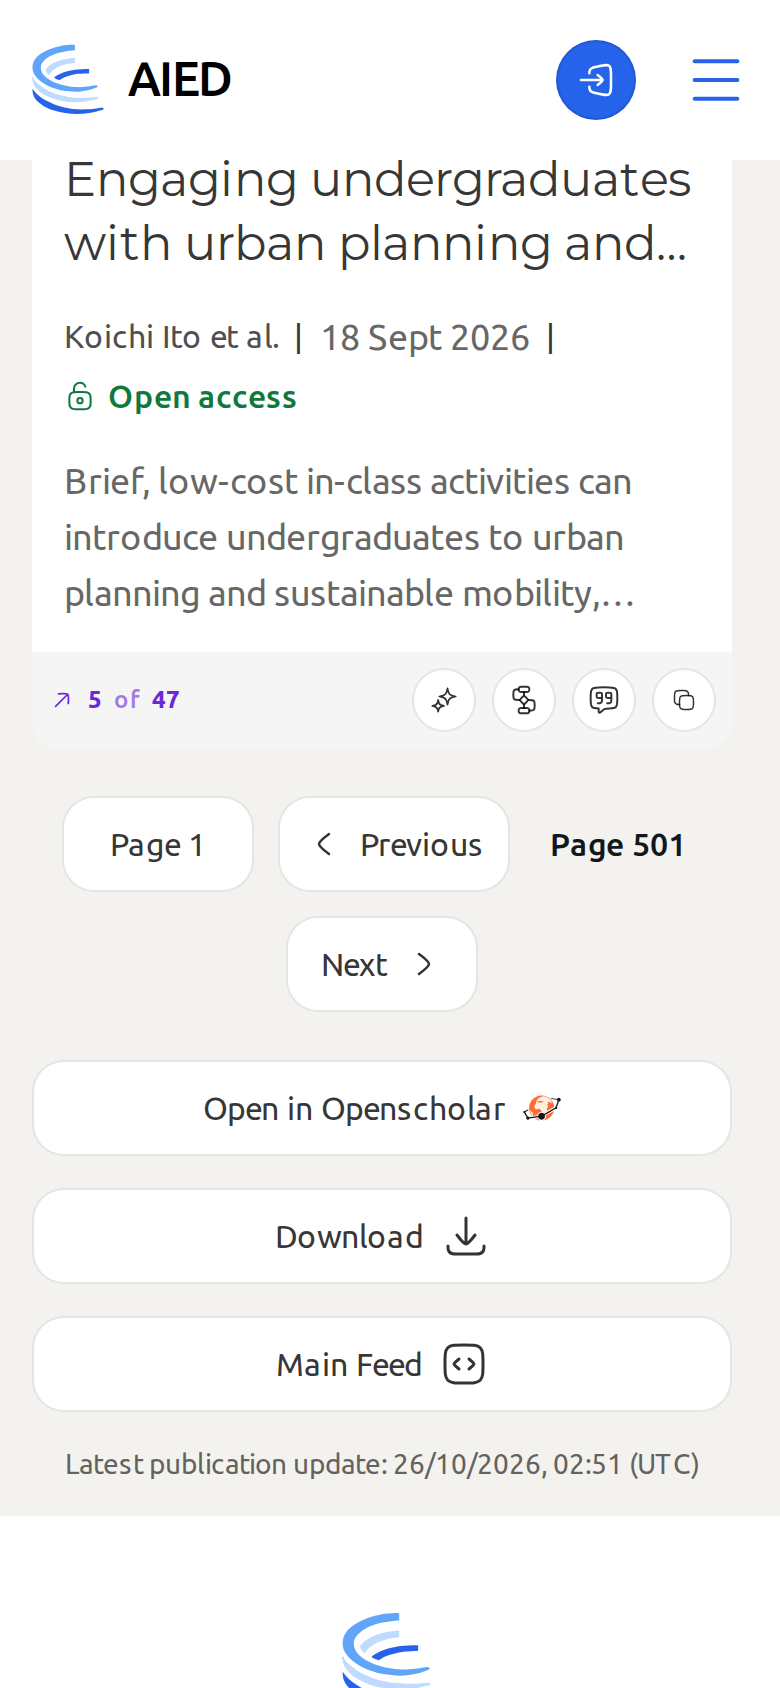 AIED
Engaging undergraduates
with urban planning and...
Koichi Ito et al. | 18 Sept 2026 |
Open access
Brief, low-cost in-class activities can
introduce undergraduates to urban
planning and sustainable mobility,...
5 of 47
Page 1
Previous
Page 501
Next
Open in Openscholar
Download
Main Feed
Latest publication update: 26/10/2026, 02:51 (UTC)